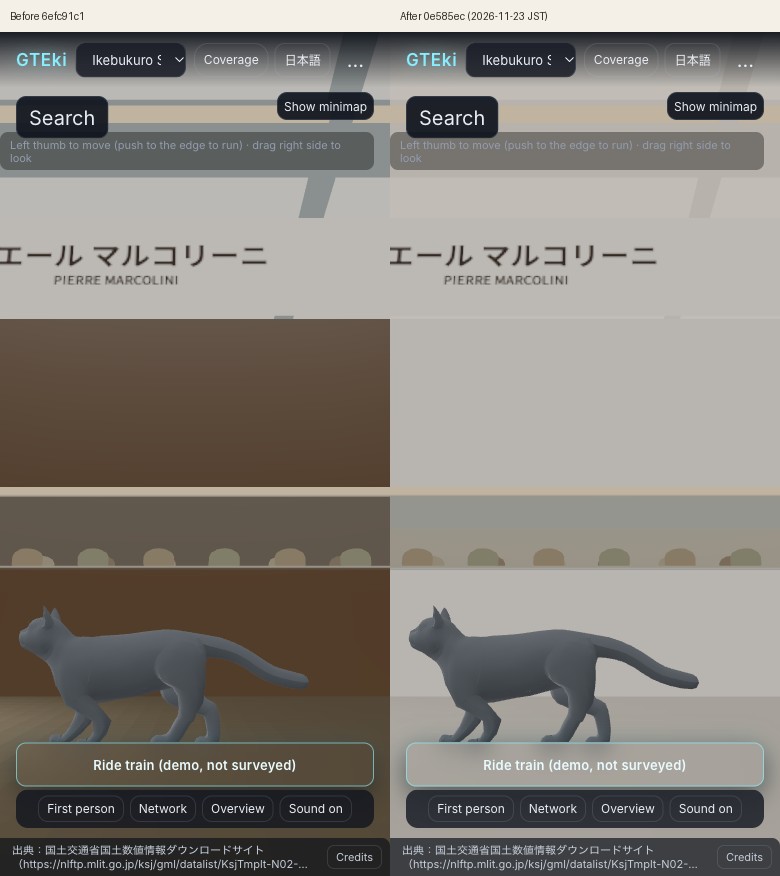 Before 6efc91c1
GTEki
Ikebukuro S
Coverage
日本語
...
Search
Show minimap
Left thumb to move (push to the edge to run) · drag right side to
look
エール マルコリーニ
PIERRE MARCOLINI
Ride train (demo, not surveyed)
First person
Network
Overview
Sound on
出典：国土交通省国土数値情報ダウンロードサイト
（https://nlftp.mlit.go.jp/ksj/gml/datalist/KsjTmplt-N02-...
Credits
After 0e585ec (2026-11-23 JST)
GTEki
Ikebukuro S
Coverage
日本語
...
Search
Show minimap
Left thumb to move (push to the edge to run) · drag right side to
look
エール マルコリーニ
PIERRE MARCOLINI
Ride train (demo, not surveyed)
First person
Network
Overview
Sound on
出典：国土交通省国土数値情報ダウンロードサイト
（https://nlftp.mlit.go.jp/ksj/gml/datalist/KsjTmplt-N02-...
Credits